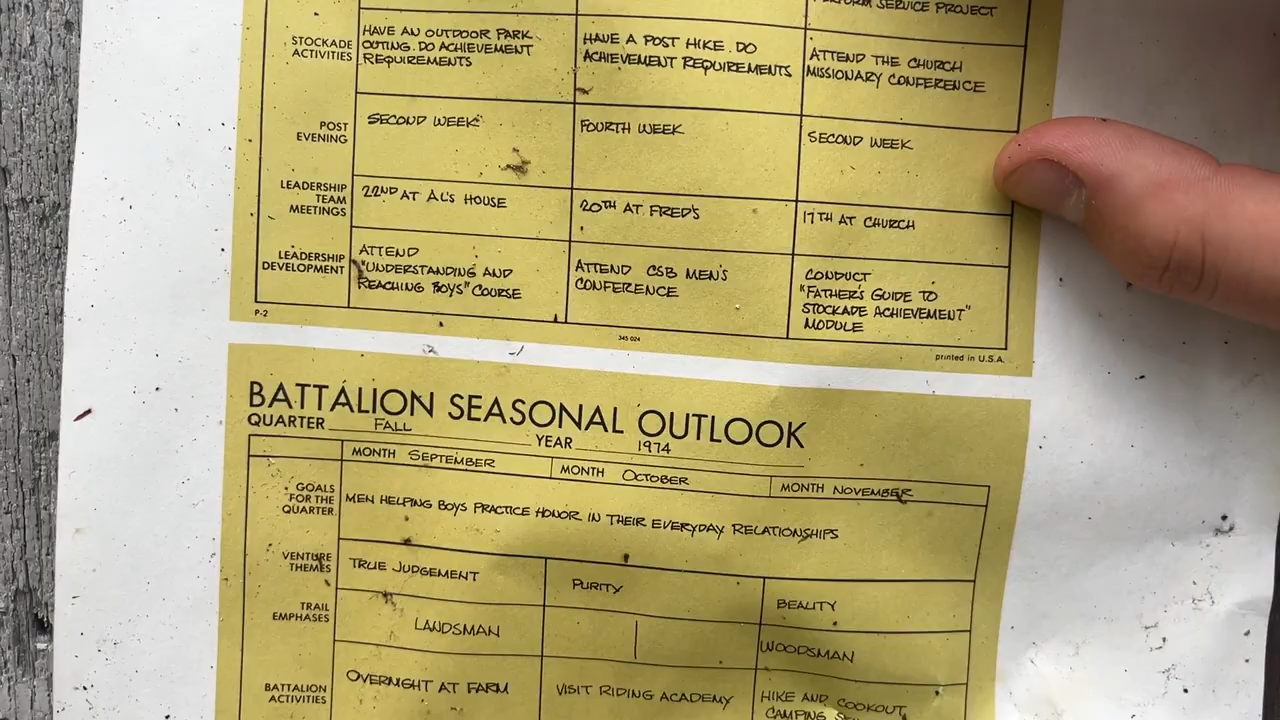 SERVICE PROJECT
STOCKADE
ACTIVITIES
HAVE AN OUTDOOR PARK
OUTING. DO ACHIEVEMENT
REQUIREMENTS
HAVE A POST HIKE. DO
ACHIEVEMENT REQUIREMENTS
ATTEND THE CHURCH
MISSIONARY CONFERENCE
POST
EVENING
SECOND WEEK
FOURTH WEEK
SECOND WEEK
LEADERSHIP
TEAM
MEETINGS
22ND AT AL'S HOUSE
20TH AT FRED'S
17TH AT CHURCH
LEADERSHIP
DEVELOPMENT
ATTEND
"UNDERSTANDING AND
REACHING BOYS" COURSE
ATTEND CSB MEN'S
CONFERENCE
CONDUCT
"FATHER'S GUIDE TO
STOCKADE ACHIEVEMENT"
MODULE
P-2
345 024
printed in U.S.A.
BATTALION SEASONAL OUTLOOK
QUARTER FALL YEAR 1974
MONTH SEPTEMBER MONTH OCTOBER MONTH NOVEMBER
GOALS
FOR THE
QUARTER
MEN HELPING BOYS PRACTICE HONOR IN THEIR EVERYDAY RELATIONSHIPS
VENTURE
THEMES
TRUE JUDGEMENT
PURITY
BEALITY
TRAIL
EMPHASES
LANDSMAN
WOODSMAN
BATTALION
ACTIVITIES
OVERNIGHT AT FARM
VISIT RIDING ACADEMY
HIKE AND COOKOUT,
CAMPING